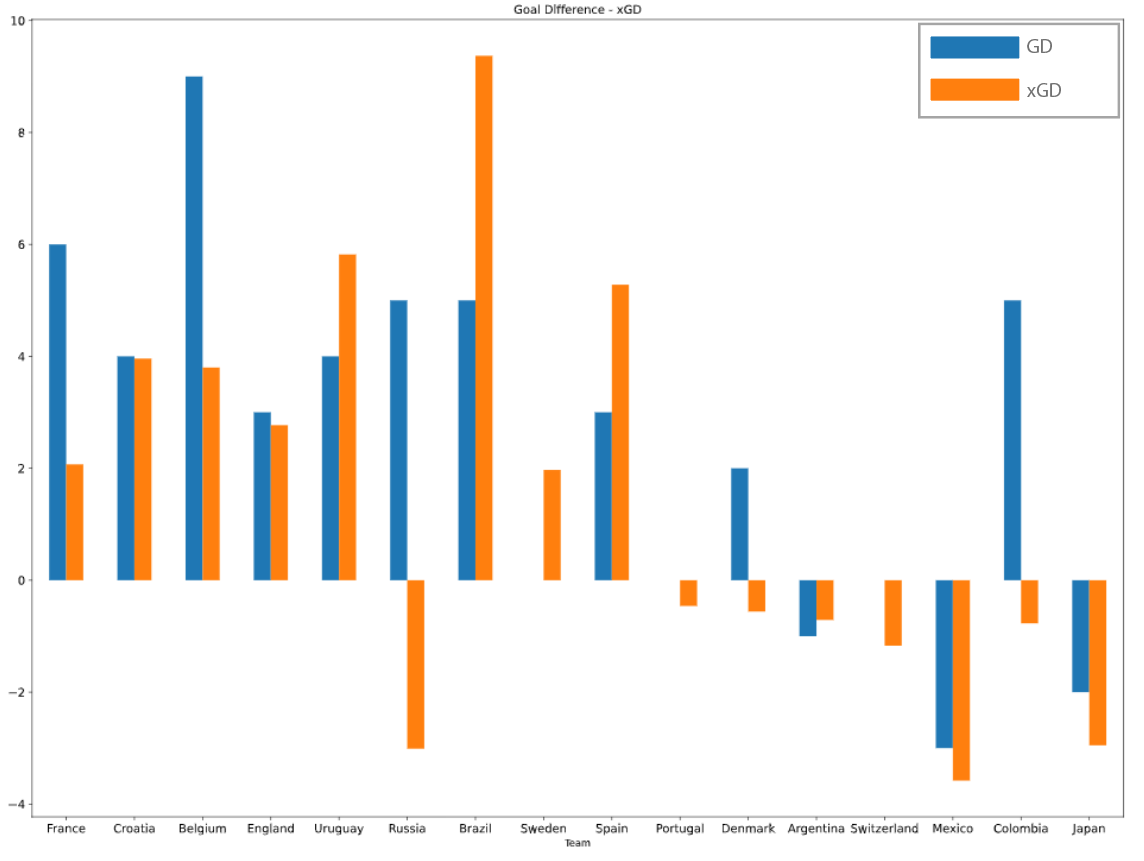 Goal Difference - xGD
GD
xGD
10
8
6
4
2
0
−2
−4
France Croatia Belgium England Uruguay Russia Brazil Sweden Spain Portugal Denmark Argentina Switzerland Mexico Colombia Japan
Team